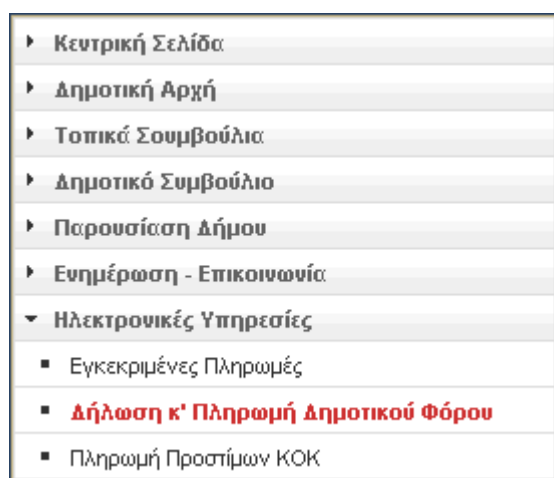 Κεντρική Σελίδα
Δημοτική Αρχή
Τοπικά Σουμβούλια
Δημοτικό Συμβούλιο
Παρουσίαση Δήμου
Ενημέρωση - Επικοινωνία
Ηλεκτρονικές Υπηρεσίες
Εγκεκριμένες Πληρωμές
Δήλωση κ' Πληρωμή Δημοτικού Φόρου
Πληρωμή Προστίμων ΚΟΚ